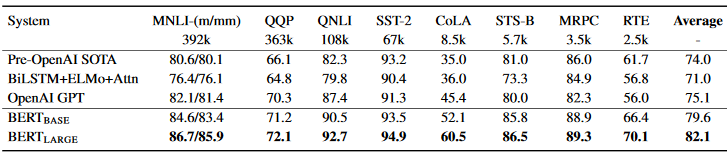 System MNLI-(m/mm) QQP QNLI SST-2 CoLA STS-B MRPC RTE Average
392k 363k 108k 67k 8.5k 5.7k 3.5k 2.5k -
Pre-OpenAI SOTA 80.6/80.1 66.1 82.3 93.2 35.0 81.0 86.0 61.7 74.0
BiLSTM+ELMo+Attn 76.4/76.1 64.8 79.8 90.4 36.0 73.3 84.9 56.8 71.0
OpenAI GPT 82.1/81.4 70.3 87.4 91.3 45.4 80.0 82.3 56.0 75.1
BERTBASE 84.6/83.4 71.2 90.5 93.5 52.1 85.8 88.9 66.4 79.6
BERTLARGE 86.7/85.9 72.1 92.7 94.9 60.5 86.5 89.3 70.1 82.1